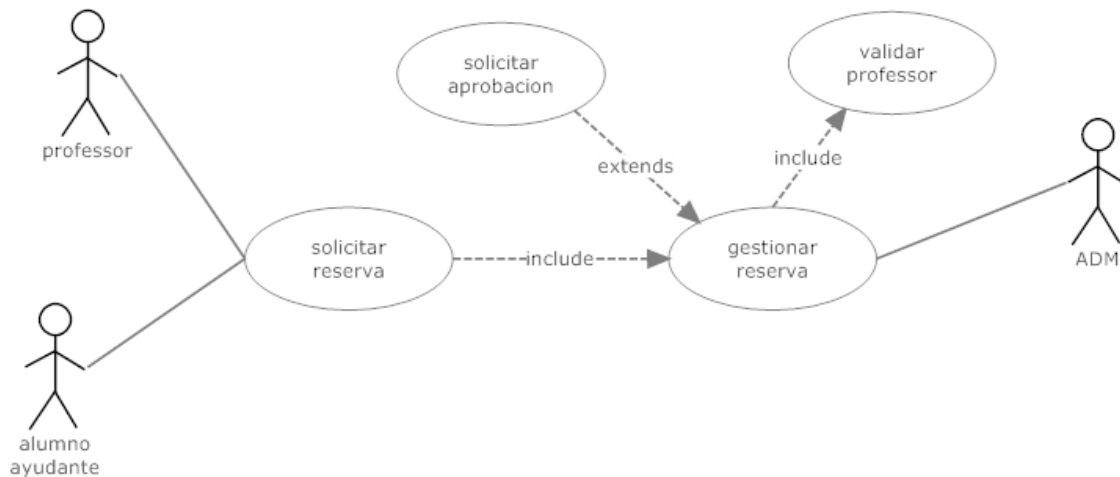 professor
solicitar
aprobacion
validar
professor
extends
include
ADM
solicitar
reserva
include
gestionar
reserva
alumno
ayudante